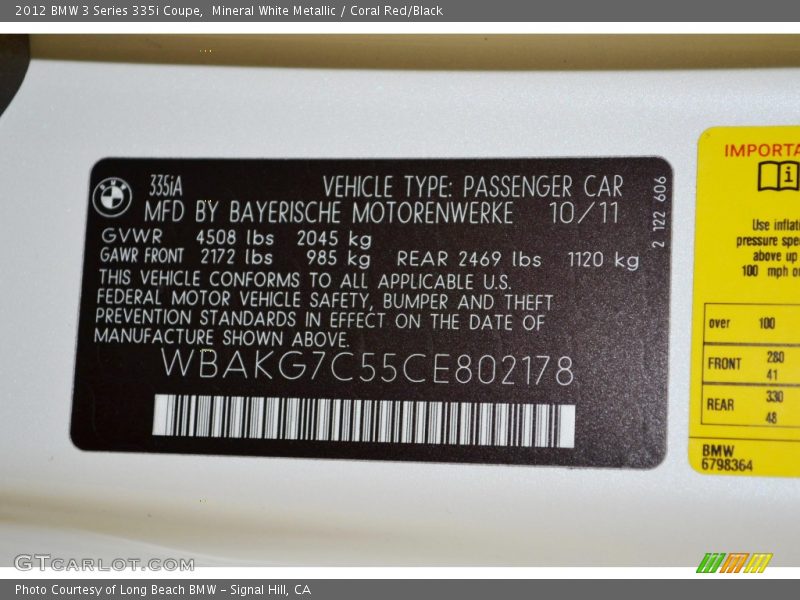 2012 BMW 3 Series 335i Coupe,  Mineral White Metallic / Coral Red/Black
BMW
335iA
VEHICLE TYPE: PASSENGER CAR
MFD BY BAYERISCHE MOTORENWERKE 10/11
GVWR 4508 lbs 2045 kg
GAWR FRONT 2172 lbs 985 kg REAR 2469 lbs 1120 kg
THIS VEHICLE CONFORMS TO ALL APPLICABLE U.S.
FEDERAL MOTOR VEHICLE SAFETY, BUMPER AND THEFT
PREVENTION STANDARDS IN EFFECT ON THE DATE OF
MANUFACTURE SHOWN ABOVE.
WBAKG7C55CE802178
2 122 606
IMPORTA
i
Use inflati
pressure spe
above up
100 mph or
over 100
FRONT 280
41
REAR 330
48
BMW
6798364
GTCARLOT.COM
Photo Courtesy of Long Beach BMW - Signal Hill, CA